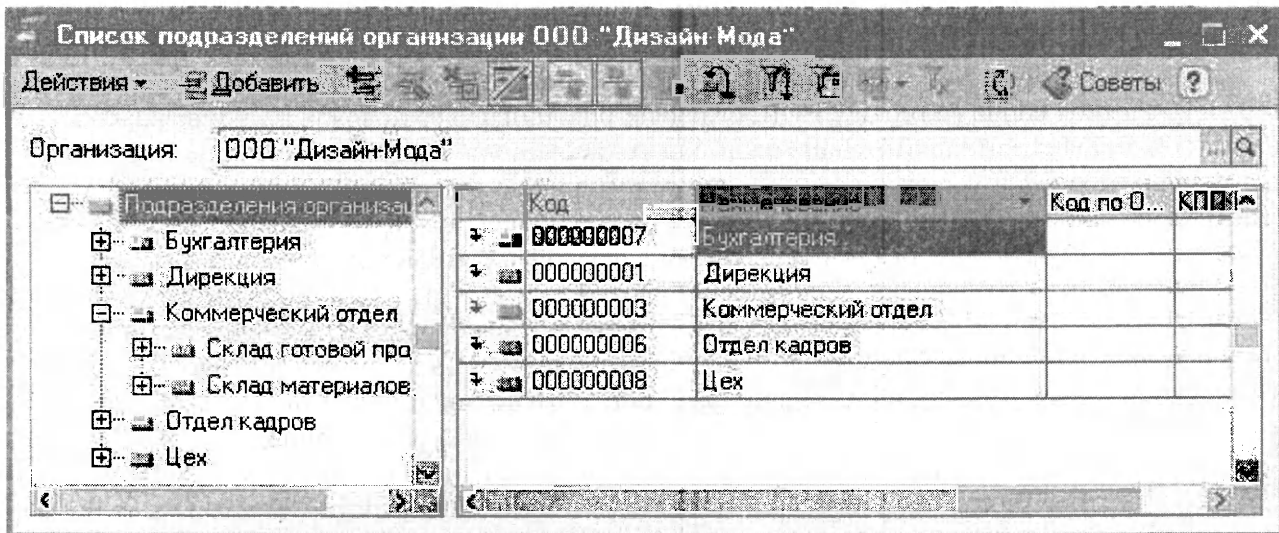 Список подразделений организации ООО "Дизайн-Мода"
Действия Добавить Советы ?
Организация: ООО "Дизайн-Мода"
Подразделения организац
Бухгалтерия
Дирекция
Коммерческий отдел
Склад готовой про
Склад материалов
Отдел кадров
Цех
Код Код по О...
000000007 Бухгалтерия
000000001 Дирекция
000000003 Коммерческий отдел
000000006 Отдел кадров
000000008 Цех